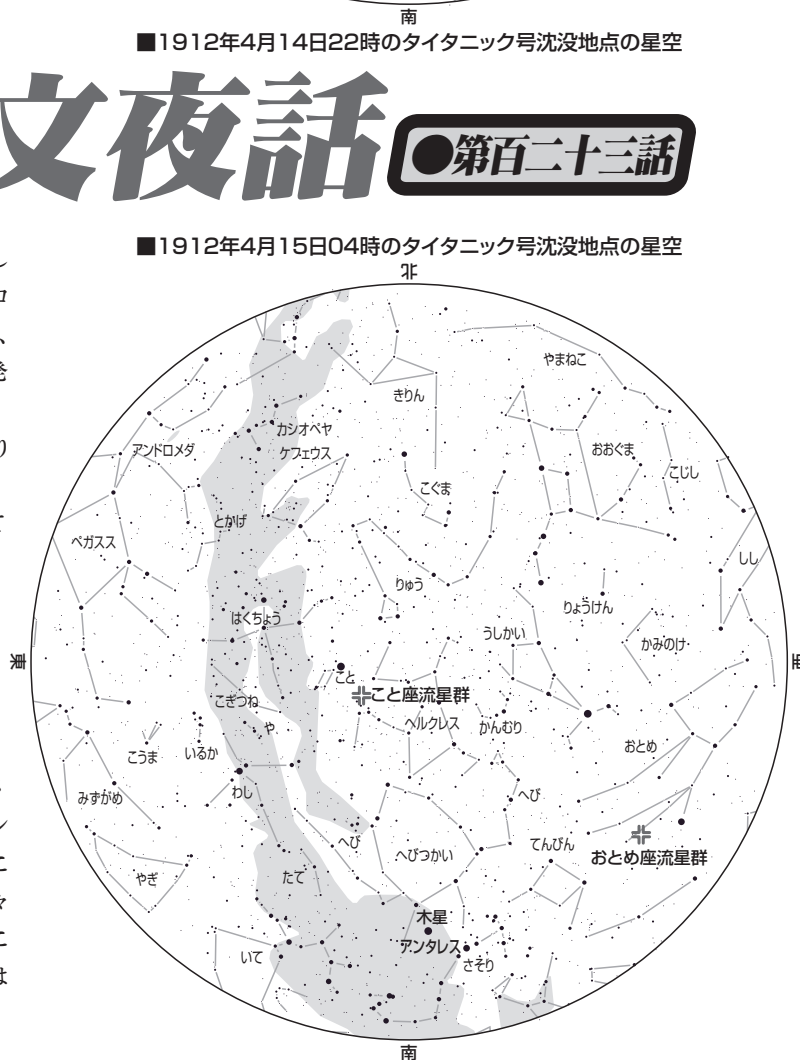 南
■1912年4月14日22時のタイタニック号沈没地点の星空
文夜話
●第百二十三話
■1912年4月15日04時のタイタニック号沈没地点の星空
北
やまねこ
きりん
カシオペヤ
アンドロメダ
ケフェウス
おおぐま
こじし
こぐま
とかげ
ペガスス
しし
りゅう
りょうけん
はくちょう
うしかい
かみのけ
東
こと
こぎつね
こと座流星群
や
ヘルクレス
かんむり
おとめ
こうま
いるか
みずがめ
わし
へび
へび
へびつかい
てんびん
おとめ座流星群
やぎ
たて
木星
アンタレス
いて
さそり
南